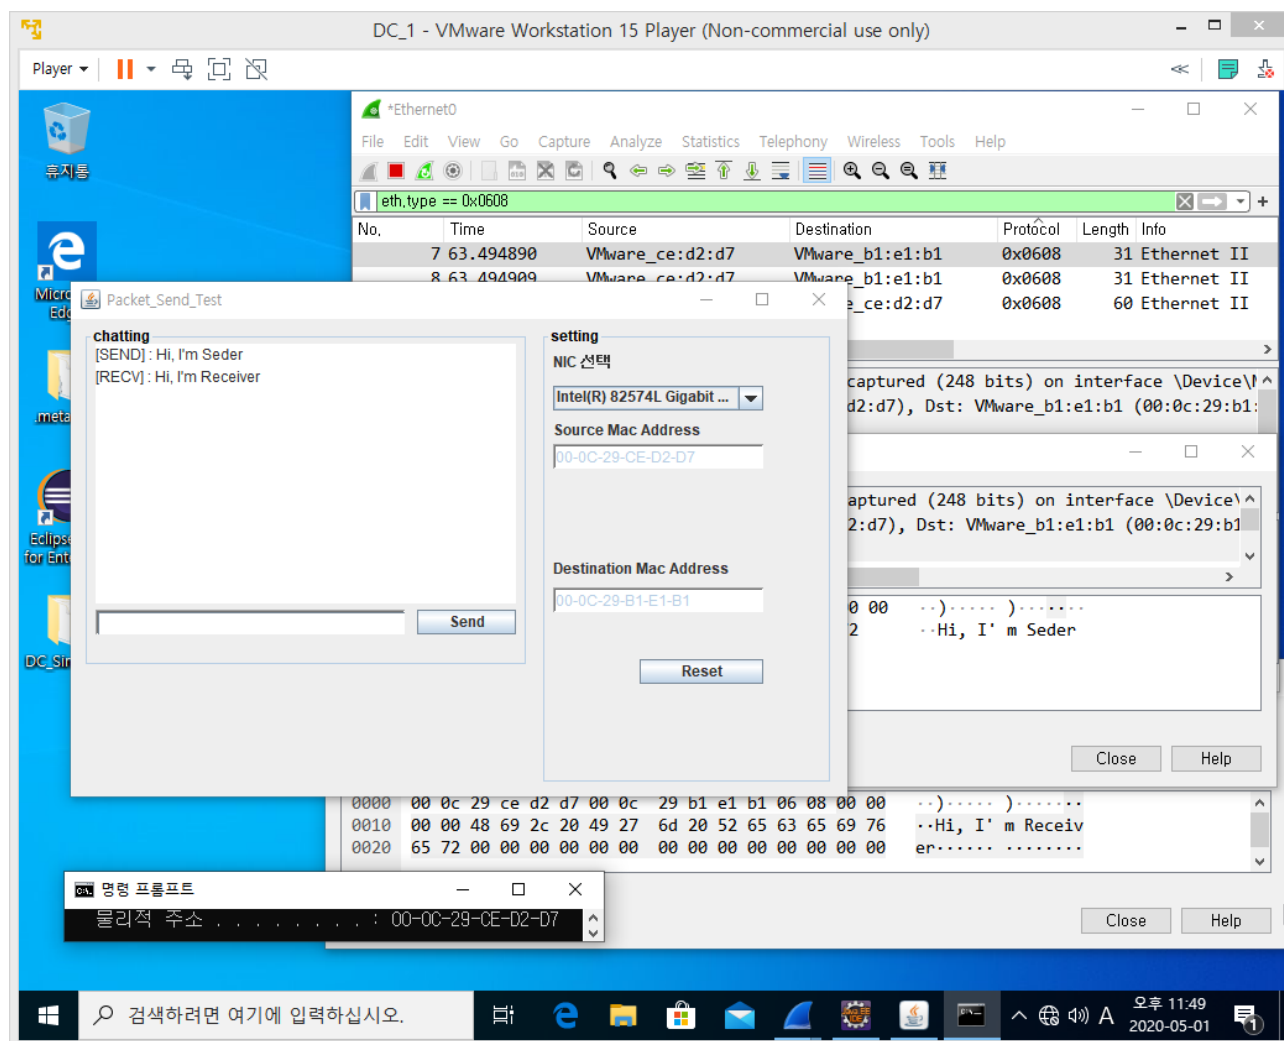 DC_1 - VMware Workstation 15 Player (Non-commercial use only)
Player
휴지통
*Ethernet0
File Edit View Go Capture Analyze Statistics Telephony Wireless Tools Help
eth.type == 0x0608
No. Time Source Destination Protocol Length Info
7 63.494890 VMware_ce:d2:d7 VMware_b1:e1:b1 0x0608 31 Ethernet II
8 63.494909 VMware_ce:d2:d7 VMware_b1:e1:b1 0x0608 31 Ethernet II
e_ce:d2:d7 0x0608 60 Ethernet II
Micro
Edg
.meta
Eclipse
for Ente
DC_Sin
Packet_Send_Test
chatting
[SEND] : Hi, I'm Seder
[RECV] : Hi, I'm Receiver
Send
setting
NIC 선택
Intel(R) 82574L Gigabit ...
Source Mac Address
00-0C-29-CE-D2-D7
Destination Mac Address
00-0C-29-B1-E1-B1
Reset
captured (248 bits) on interface \Device\N
d2:d7), Dst: VMware_b1:e1:b1 (00:0c:29:b1:
aptured (248 bits) on interface \Device\
2:d7), Dst: VMware_b1:e1:b1 (00:0c:29:b1
0 00 ··)····· )·······
2 ··Hi, I' m Seder
Close Help
0000 00 0c 29 ce d2 d7 00 0c 29 b1 e1 b1 06 08 00 00 ··)····· )·······
0010 00 00 48 69 2c 20 49 27 6d 20 52 65 63 65 69 76 ··Hi, I' m Receiv
0020 65 72 00 00 00 00 00 00 00 00 00 00 00 00 00 00 er······ ········
Close Help
명령 프롬프트
물리적 주소 . . . . . . . . : 00-0C-29-CE-D2-D7
검색하려면 여기에 입력하십시오.
A
오후 11:49
2020-05-01
1